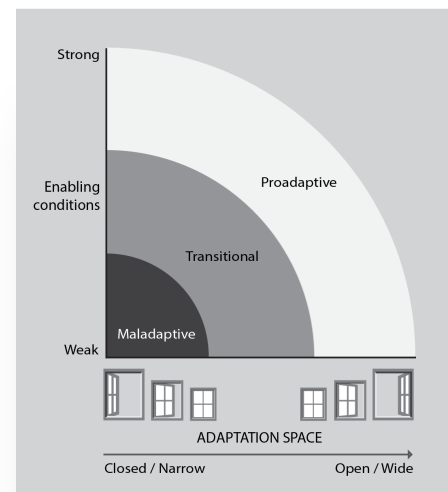 Strong
Proadaptive
Enabling
conditions
Transitional
Maladaptive
Weak
ADAPTATION SPACE
Closed / Narrow
Open / Wide